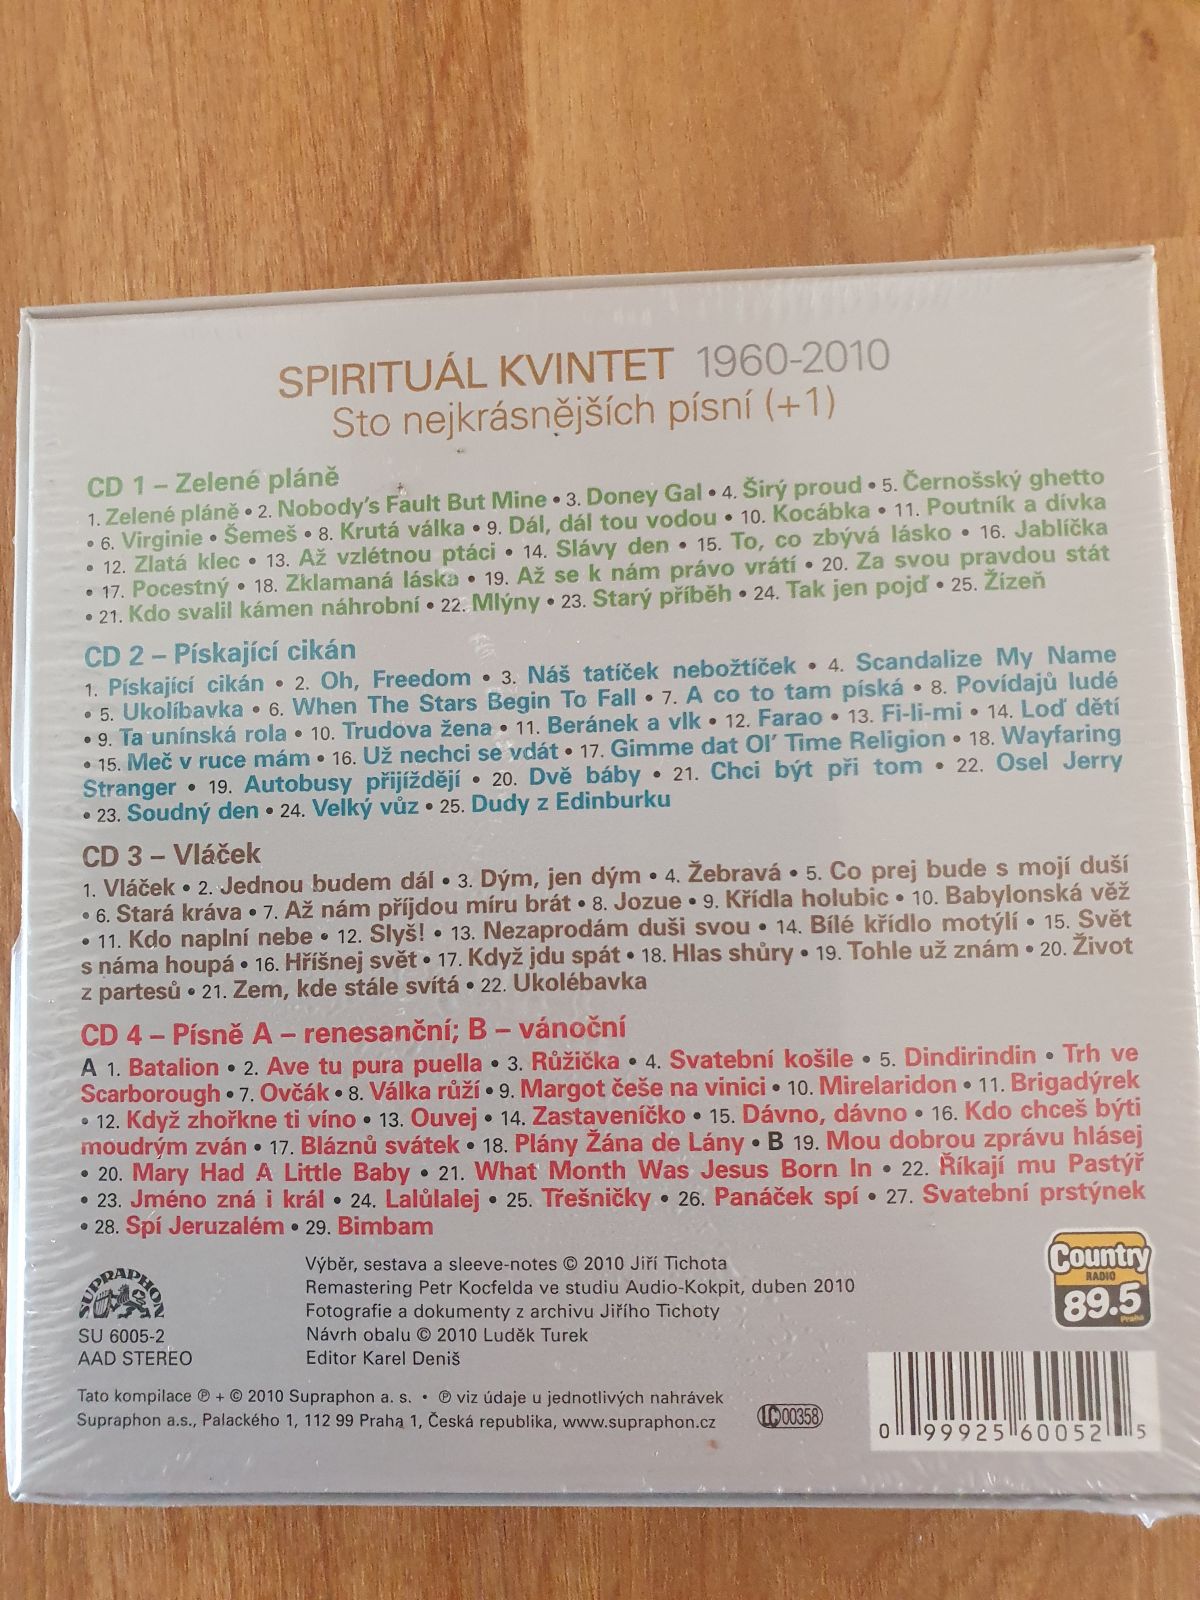 SPIRITUÁL KVINTET 1960-2010
Sto nejkrásnějších písní (+1)
CD 1 – Zelené pláně
1. Zelené pláně • 2. Nobody's Fault But Mine • 3. Doney Gal • 4. Širý proud • 5. Černošský ghetto
• 6. Virginie • Šemeš • 8. Krutá válka • 9. Dál, dál tou vodou • 10. Kocábka • 11. Poutník a dívka
• 12. Zlatá klec • 13. Až vzlétnou ptáci • 14. Slávy den • 15. To, co zbývá lásko • 16. Jablíčka
• 17. Pocestný • 18. Zklamaná láska • 19. Až se k nám právo vrátí • 20. Za svou pravdou stát
• 21. Kdo svalil kámen náhrobní • 22. Mlýny • 23. Starý příběh • 24. Tak jen pojď • 25. Žízeň
CD 2 – Pískající cikán
1. Pískající cikán • 2. Oh, Freedom • 3. Náš tatíček nebožtíček • 4. Scandalize My Name
• 5. Ukolíbavka • 6. When The Stars Begin To Fall • 7. A co to tam píská • 8. Povídajů ludé
• 9. Ta unínská rola • 10. Trudova žena • 11. Beránek a vlk • 12. Farao • 13. Fi-li-mi • 14. Loď dětí
• 15. Meč v ruce mám • 16. Už nechci se vdát • 17. Gimme dat Ol' Time Religion • 18. Wayfaring
Stranger • 19. Autobusy přijíždějí • 20. Dvě báby • 21. Chci být při tom • 22. Osel Jerry
• 23. Soudný den • 24. Velký vůz • 25. Dudy z Edinburku
CD 3 – Vláček
1. Vláček • 2. Jednou budem dál • 3. Dým, jen dým • 4. Žebravá • 5. Co prej bude s mojí duší
• 6. Stará kráva • 7. Až nám příjdou míru brát • 8. Jozue • 9. Křídla holubic • 10. Babylonská věž
• 11. Kdo naplní nebe • 12. Slyš! • 13. Nezaprodám duši svou • 14. Bílé křídlo motýlí • 15. Svět
s náma houpá • 16. Hříšnej svět • 17. Když jdu spát • 18. Hlas shůry • 19. Tohle už znám • 20. Život
z partesů • 21. Zem, kde stále svítá • 22. Ukolébavka
CD 4 – Písně A – renesanční; B – vánoční
A 1. Batalion • 2. Ave tu pura puella • 3. Růžička • 4. Svatební košile • 5. Dindirindin • Trh ve
Scarborough • 7. Ovčák • 8. Válka růží • 9. Margot češe na vinici • 10. Mirelaridon • 11. Brigadýrek
• 12. Když zhořkne ti víno • 13. Ouvej • 14. Zastaveníčko • 15. Dávno, dávno • 16. Kdo chceš býti
moudrým zván • 17. Bláznů svátek • 18. Plány Žána de Lány • B 19. Mou dobrou zprávu hlásej
• 20. Mary Had A Little Baby • 21. What Month Was Jesus Born In • 22. Říkají mu Pastýř
• 23. Jméno zná i král • 24. Lalůlalej • 25. Třešničky • 26. Panáček spí • 27. Svatební prstýnek
• 28. Spí Jeruzalém • 29. Bimbam
SUPRAPHON
SU 6005-2
AAD STEREO
Výběr, sestava a sleeve-notes © 2010 Jiří Tichota
Remastering Petr Kocfelda ve studiu Audio-Kokpit, duben 2010
Fotografie a dokumenty z archivu Jiřího Tichoty
Návrh obalu © 2010 Luděk Turek
Editor Karel Deniš
Country
RADIO
89.5
Praha
Tato kompilace ℗ + © 2010 Supraphon a. s. • ℗ viz údaje u jednotlivých nahrávek
Supraphon a.s., Palackého 1, 112 99 Praha 1, Česká republika, www.supraphon.cz
LC 00358
0 99925 60052 5